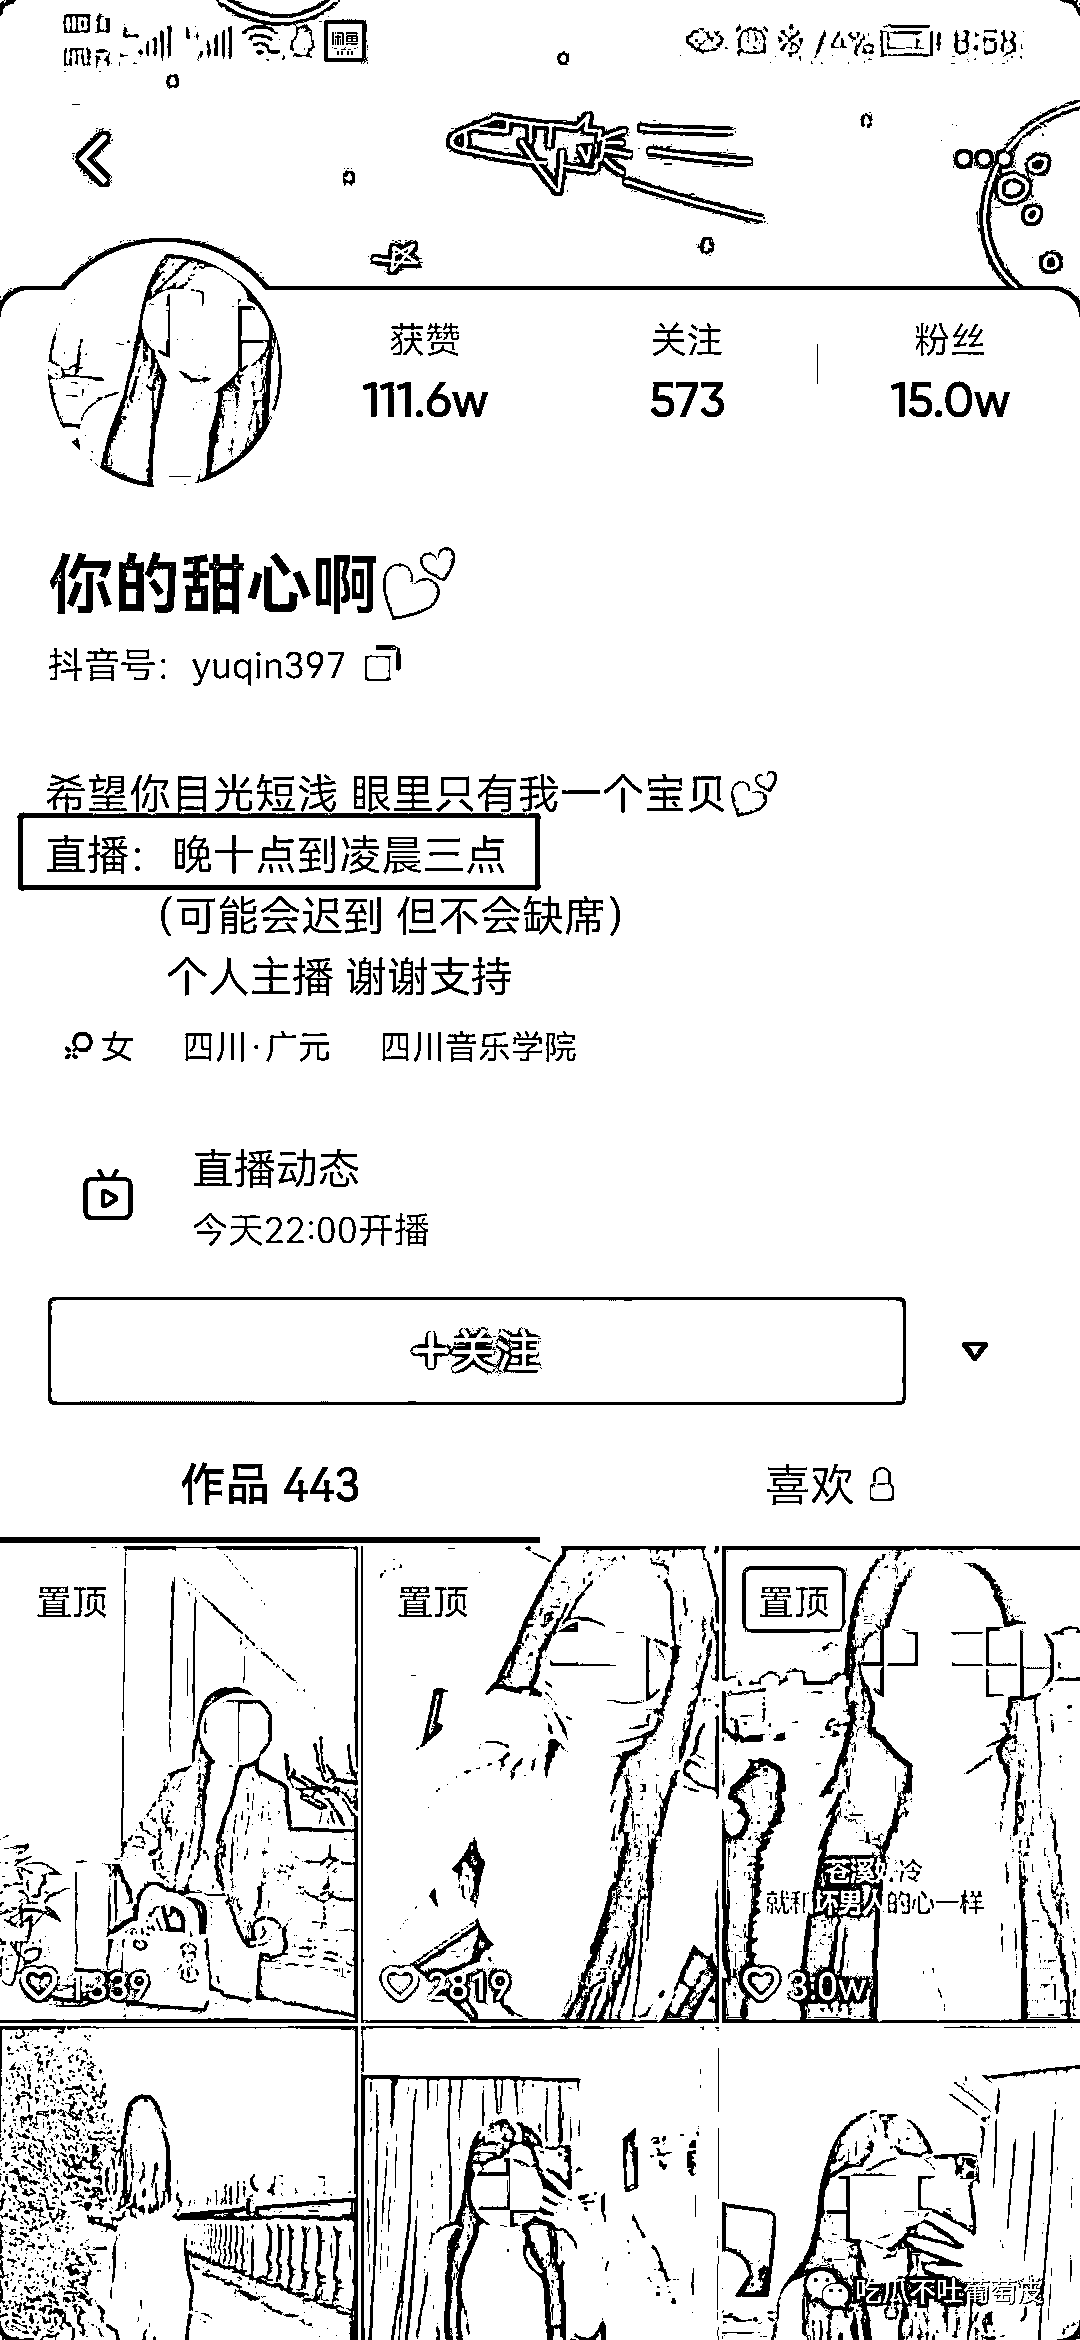 8:58
获赞 关注 粉丝
111.6w 573 15.0w
你的甜心啊💕
抖音号：yuqin397
希望你目光短浅 眼里只有我一个宝贝💕
直播：晚十点到凌晨三点
（可能会迟到 但不会缺席）
个人主播 谢谢支持
女 四川·广元 四川音乐学院
直播动态
今天22:00开播
+关注
作品 443 喜欢
置顶 置顶 置顶
苍溪好冷
就和坏男人的心一样
1339 2819 3.0w
吃瓜不吐葡萄皮